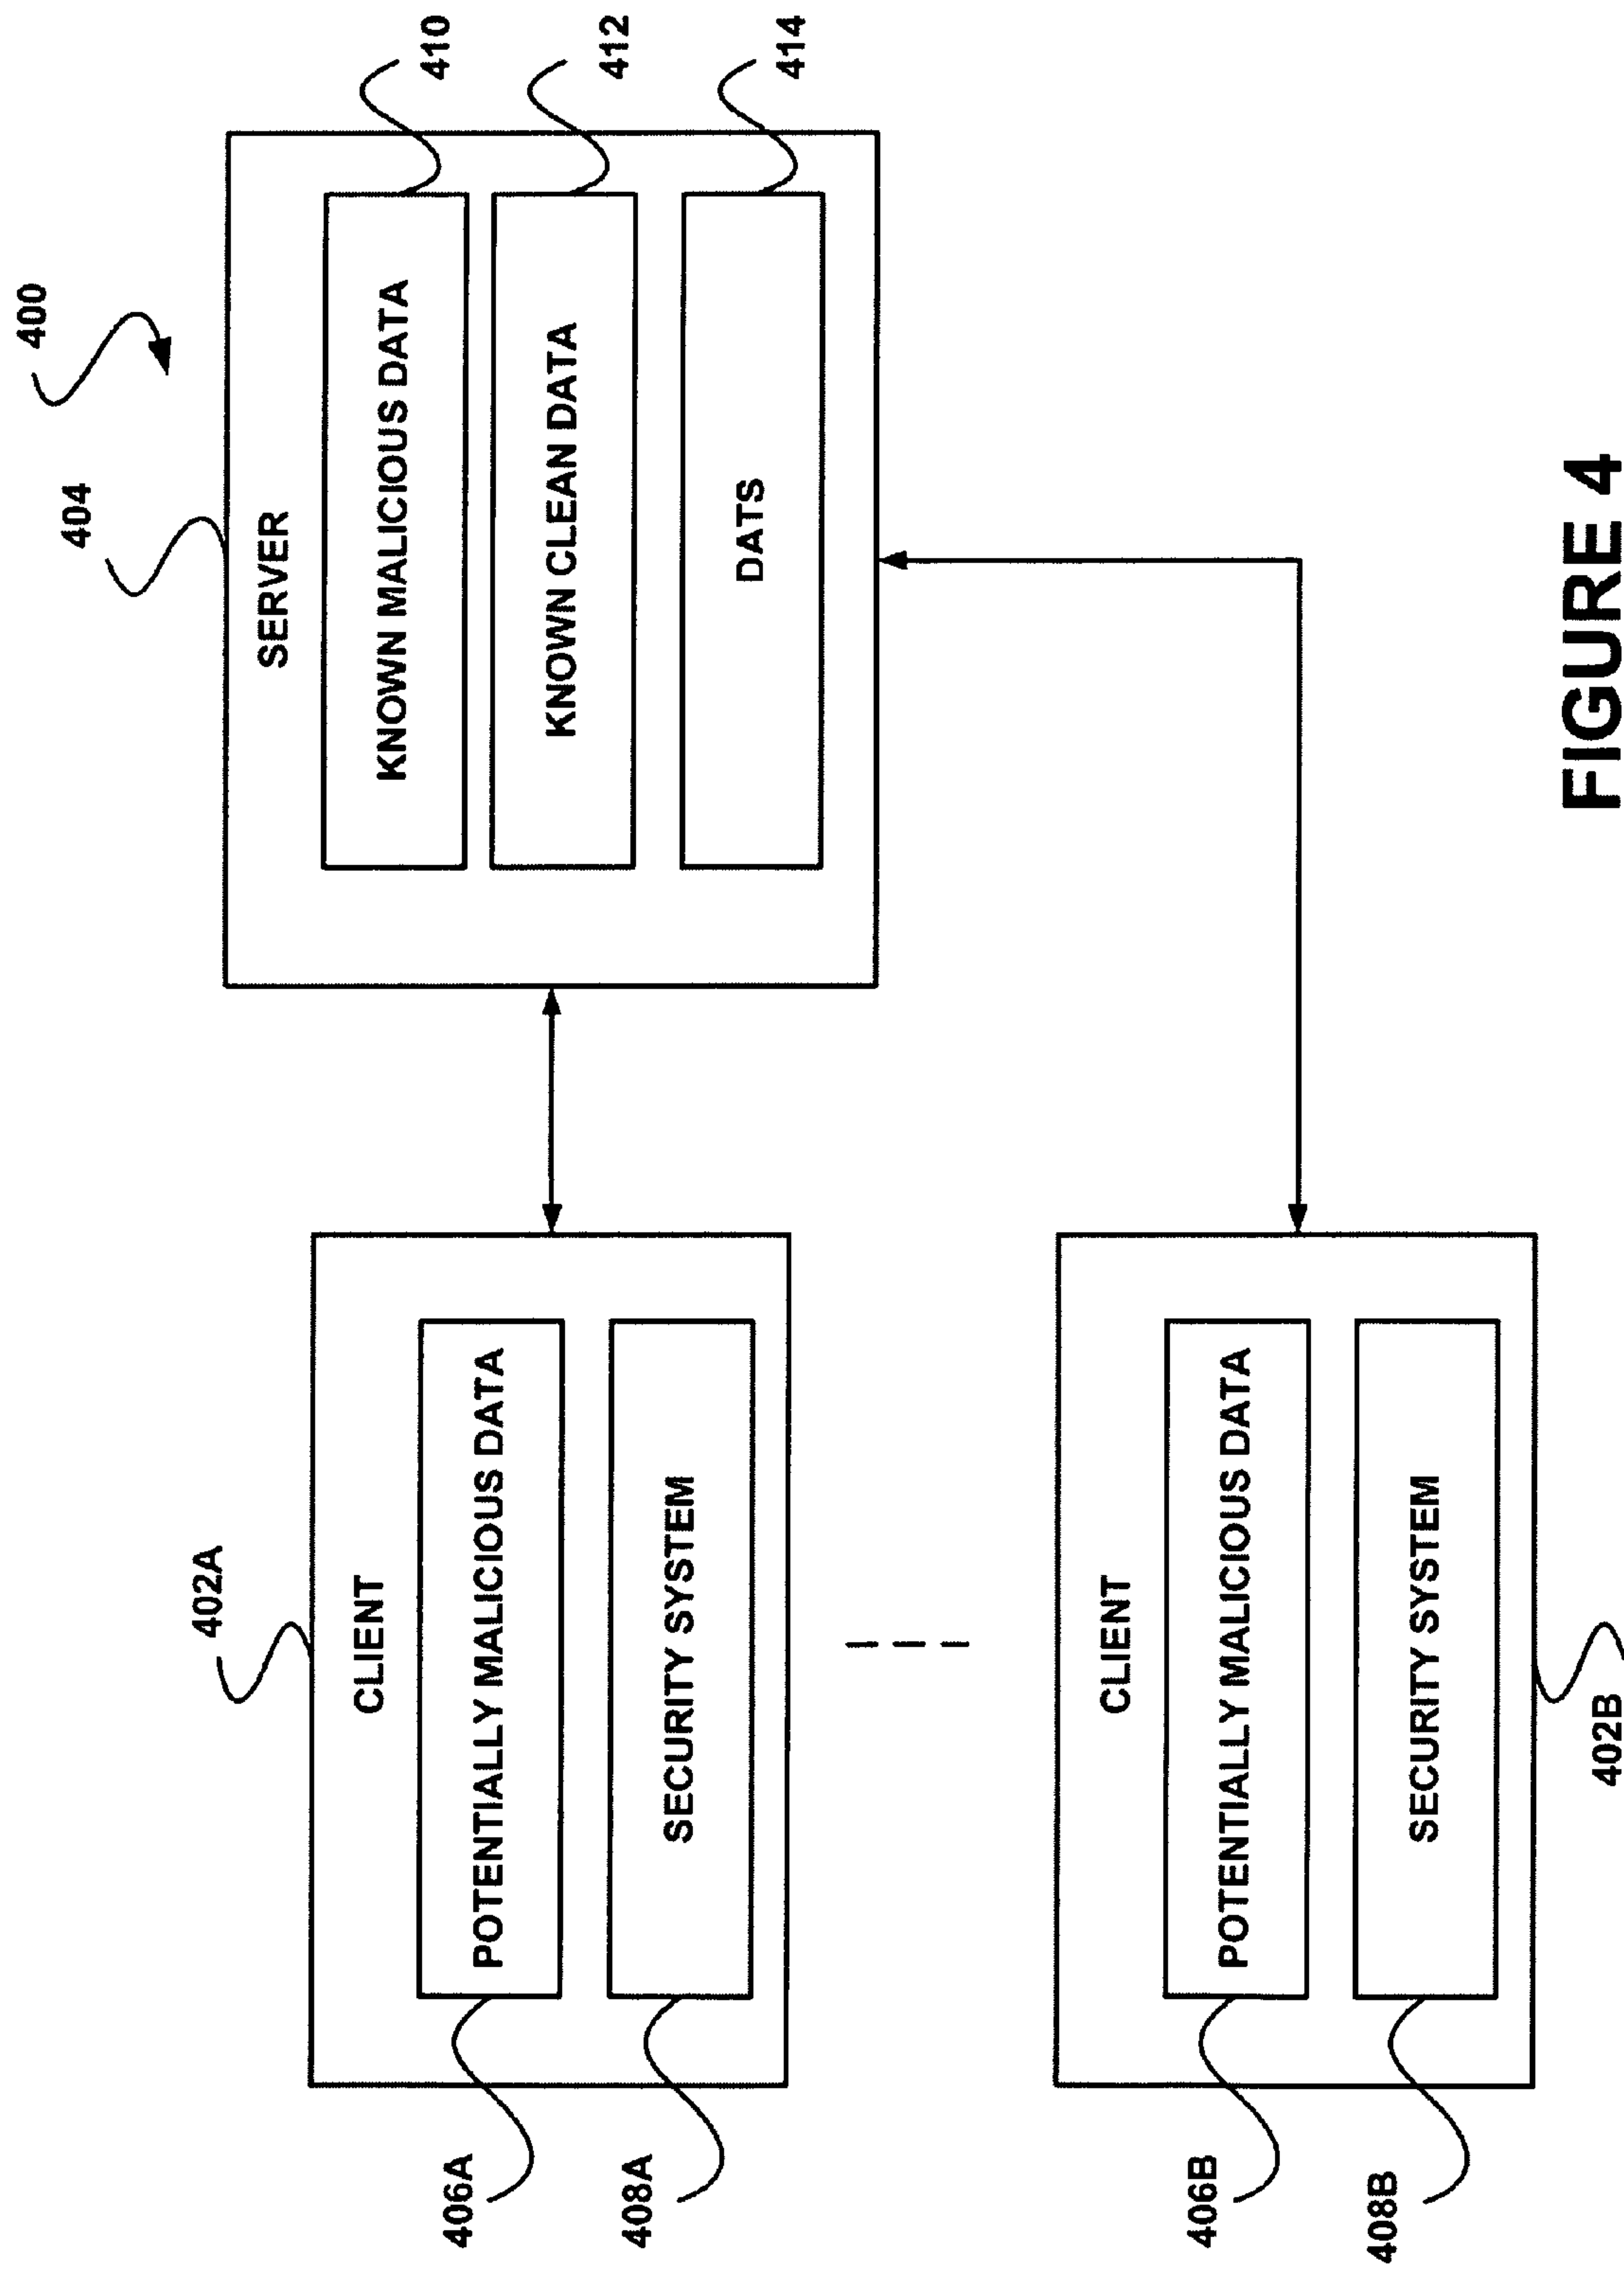 400
404
SERVER
KNOWN MALICIOUS DATA
410
KNOWN CLEAN DATA
412
DATS
414
402A
CLIENT
POTENTIALLY MALICIOUS DATA
406A
SECURITY SYSTEM
408A
CLIENT
POTENTIALLY MALICIOUS DATA
406B
SECURITY SYSTEM
408B
402B
FIGURE 4